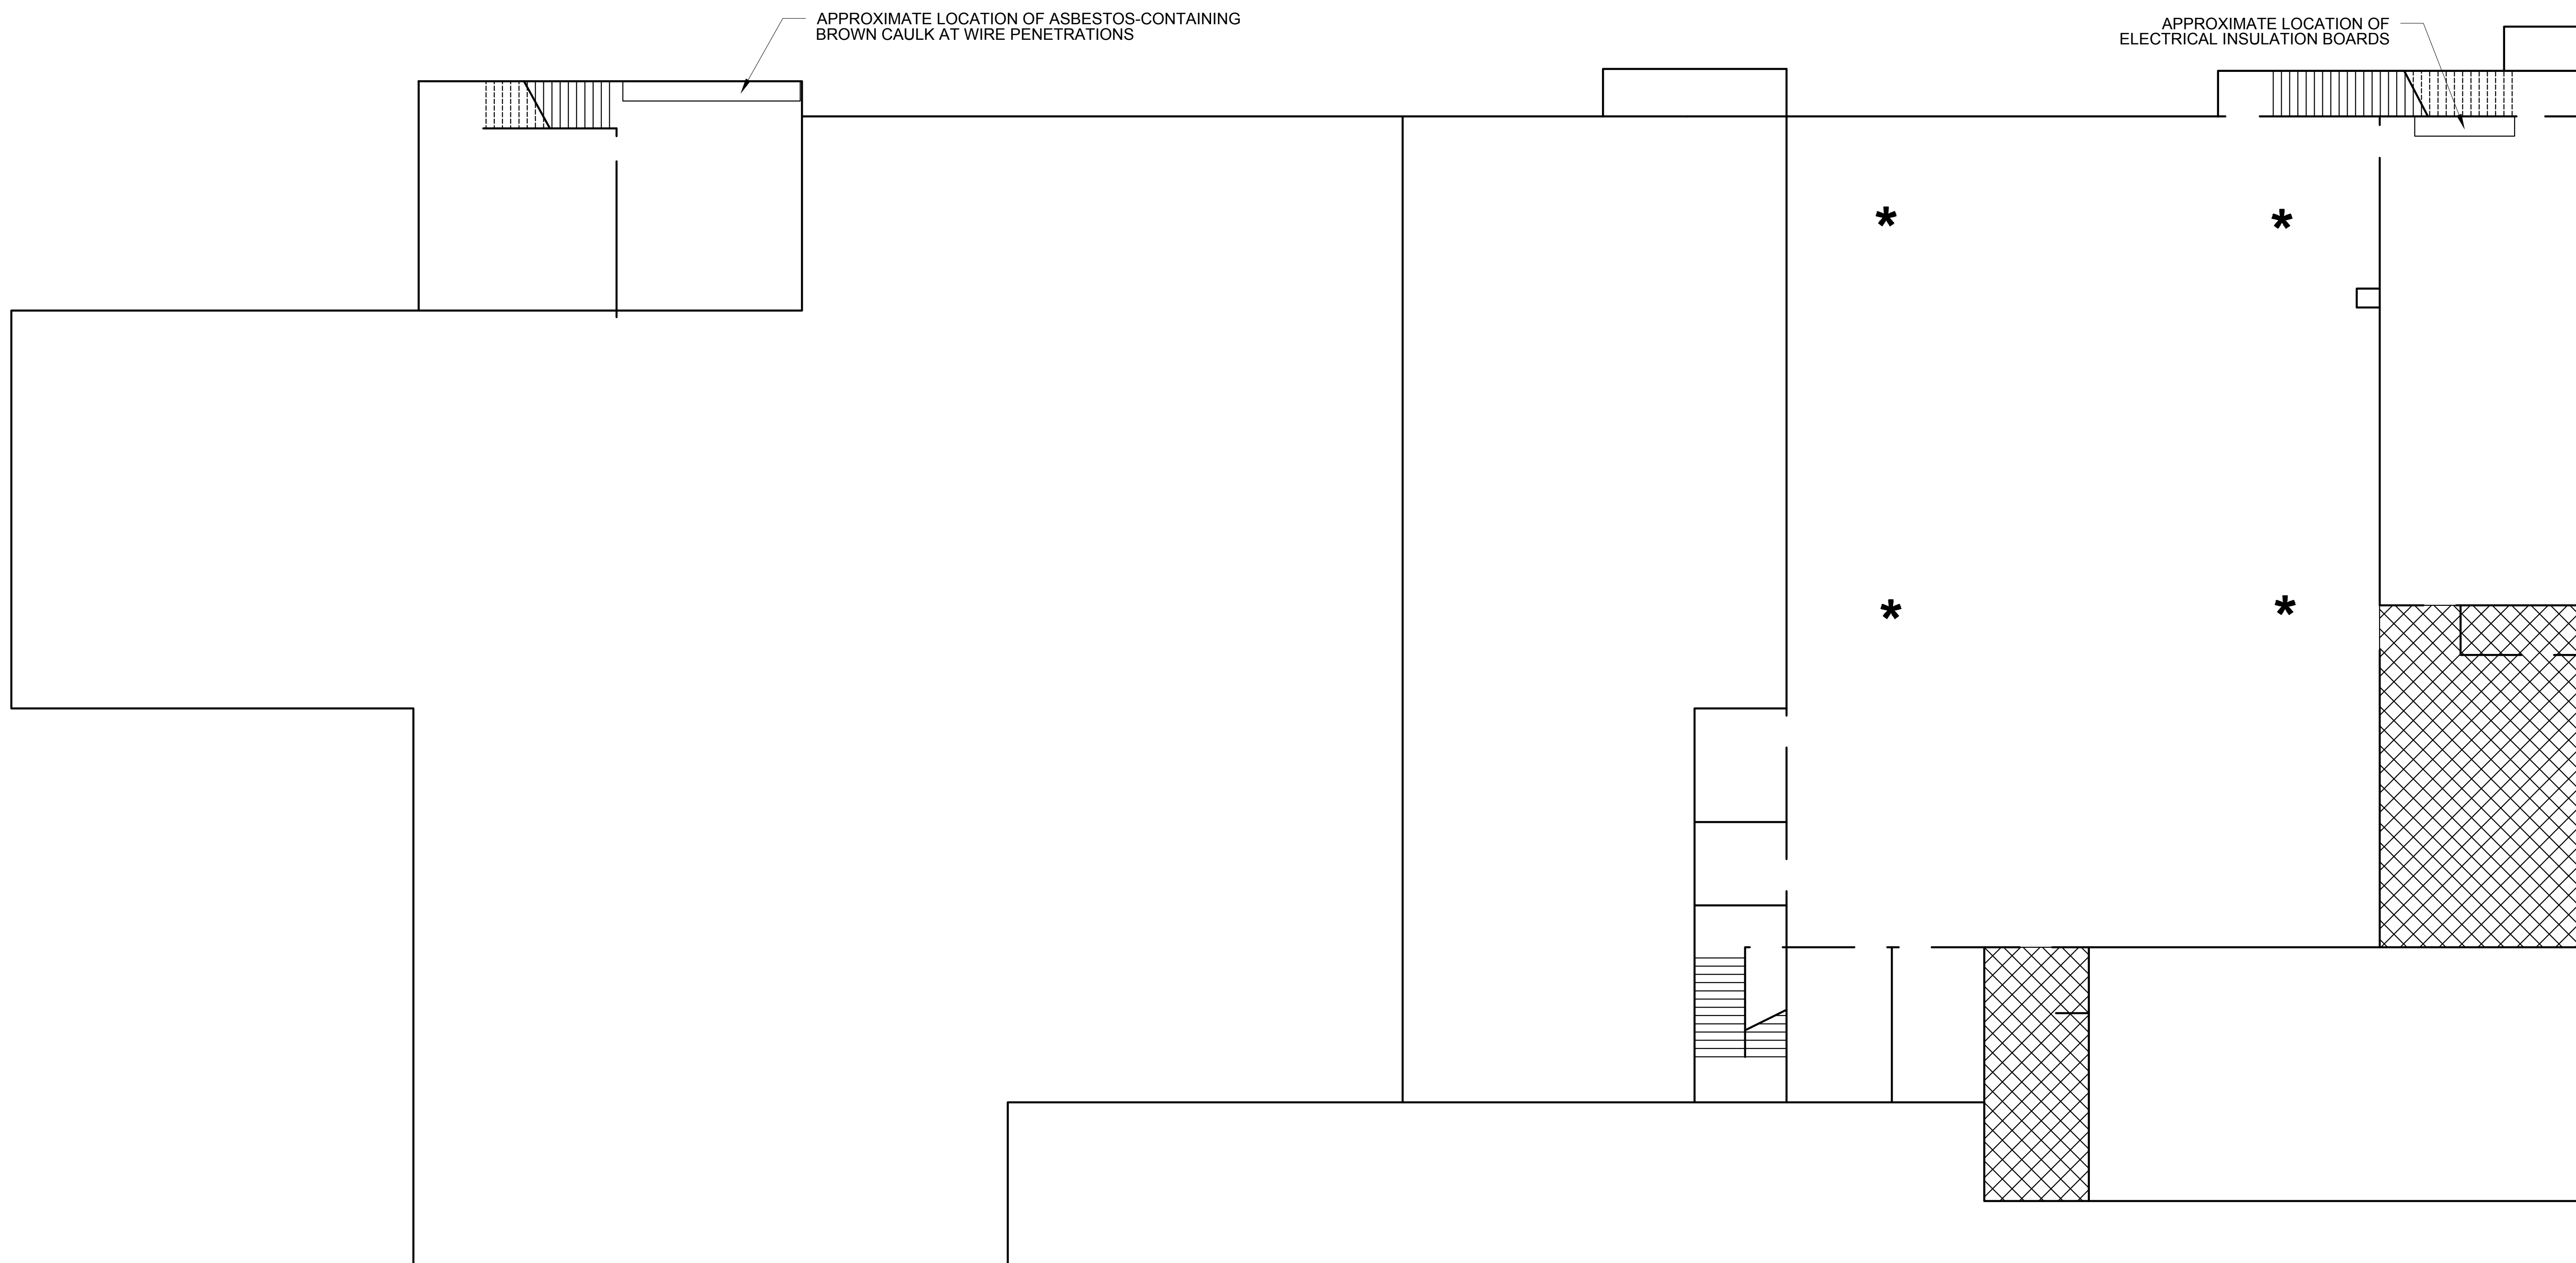 APPROXIMATE LOCATION OF ASBESTOS-CONTAINING
BROWN CAULK AT WIRE PENETRATIONS
APPROXIMATE LOCATION OF
ELECTRICAL INSULATION BOARDS
*
*
*
*